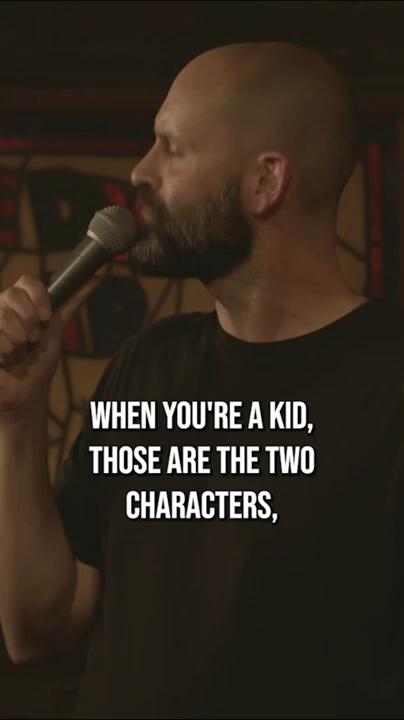 WHEN YOU'RE A KID,
THOSE ARE THE TWO
CHARACTERS,